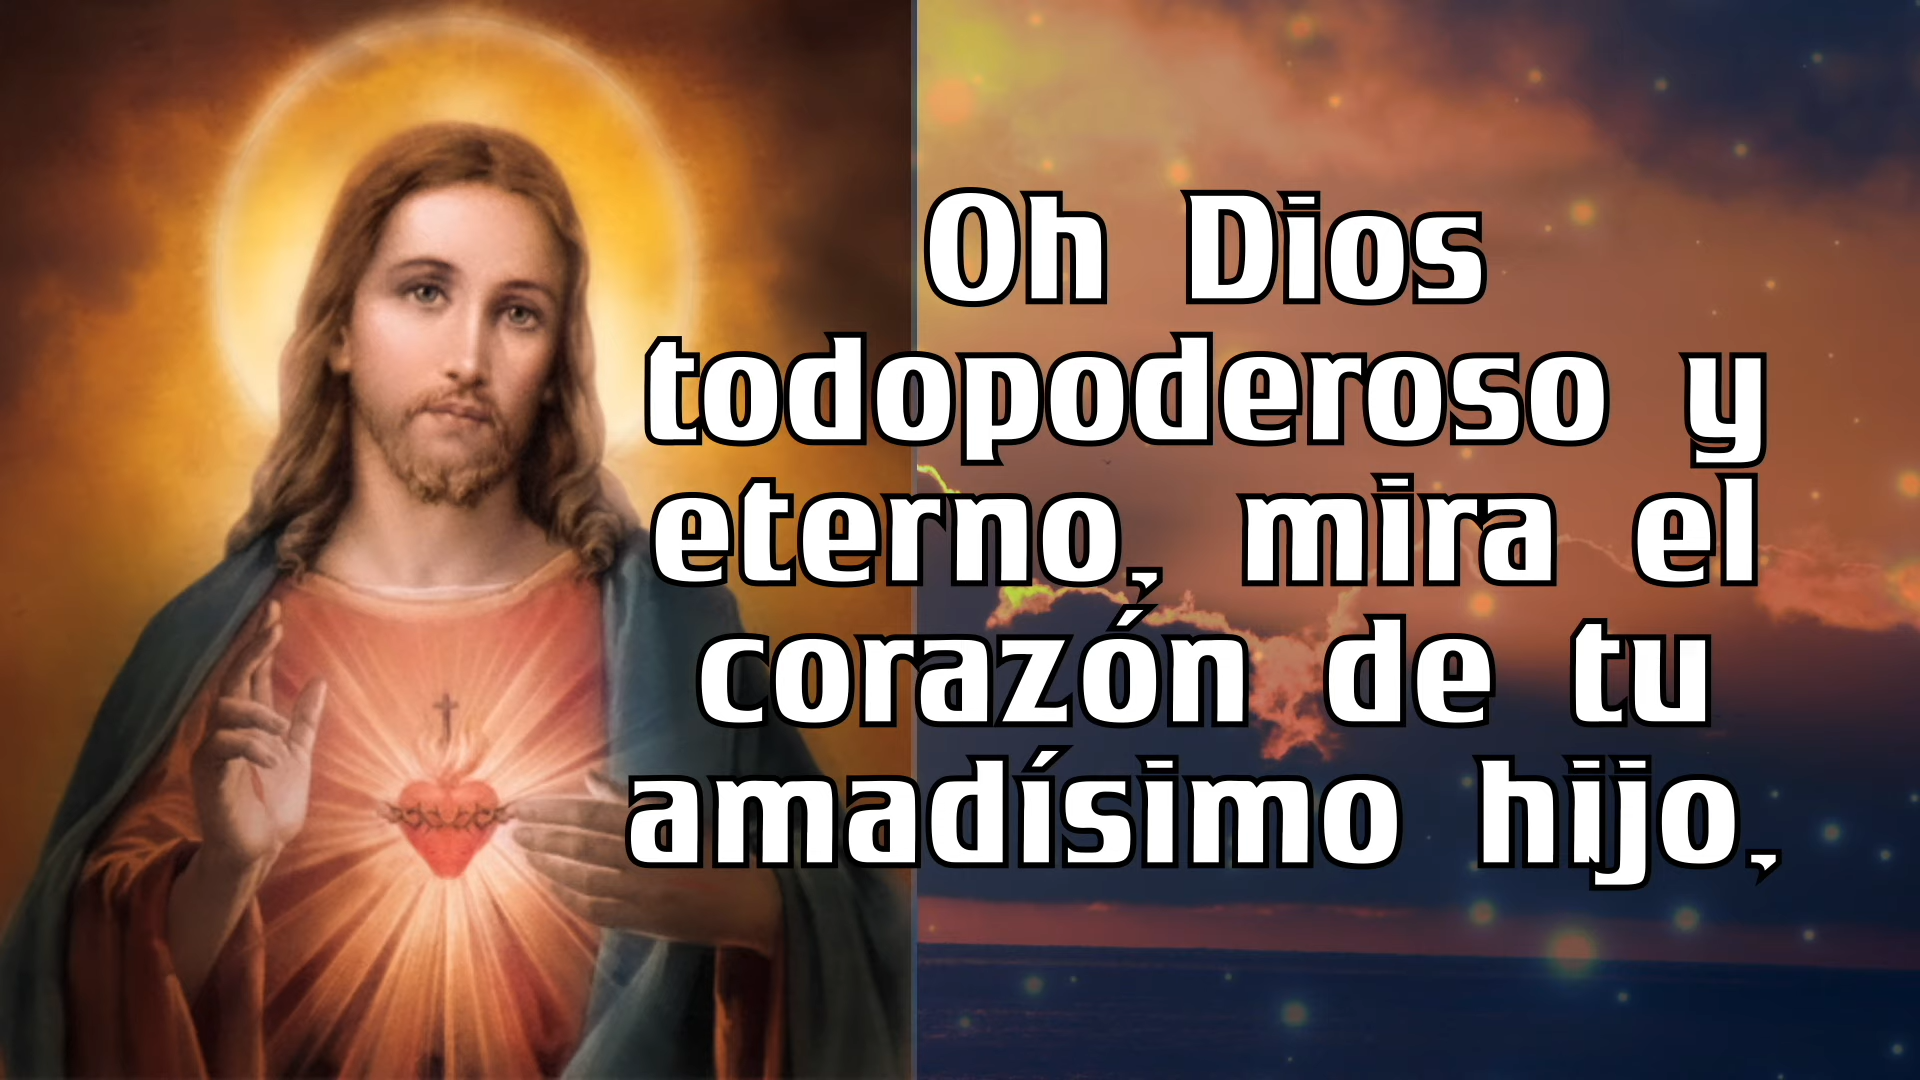 Oh Dios
todopoderoso y
eterno, mira el
corazón de tu
amadísimo hijo,